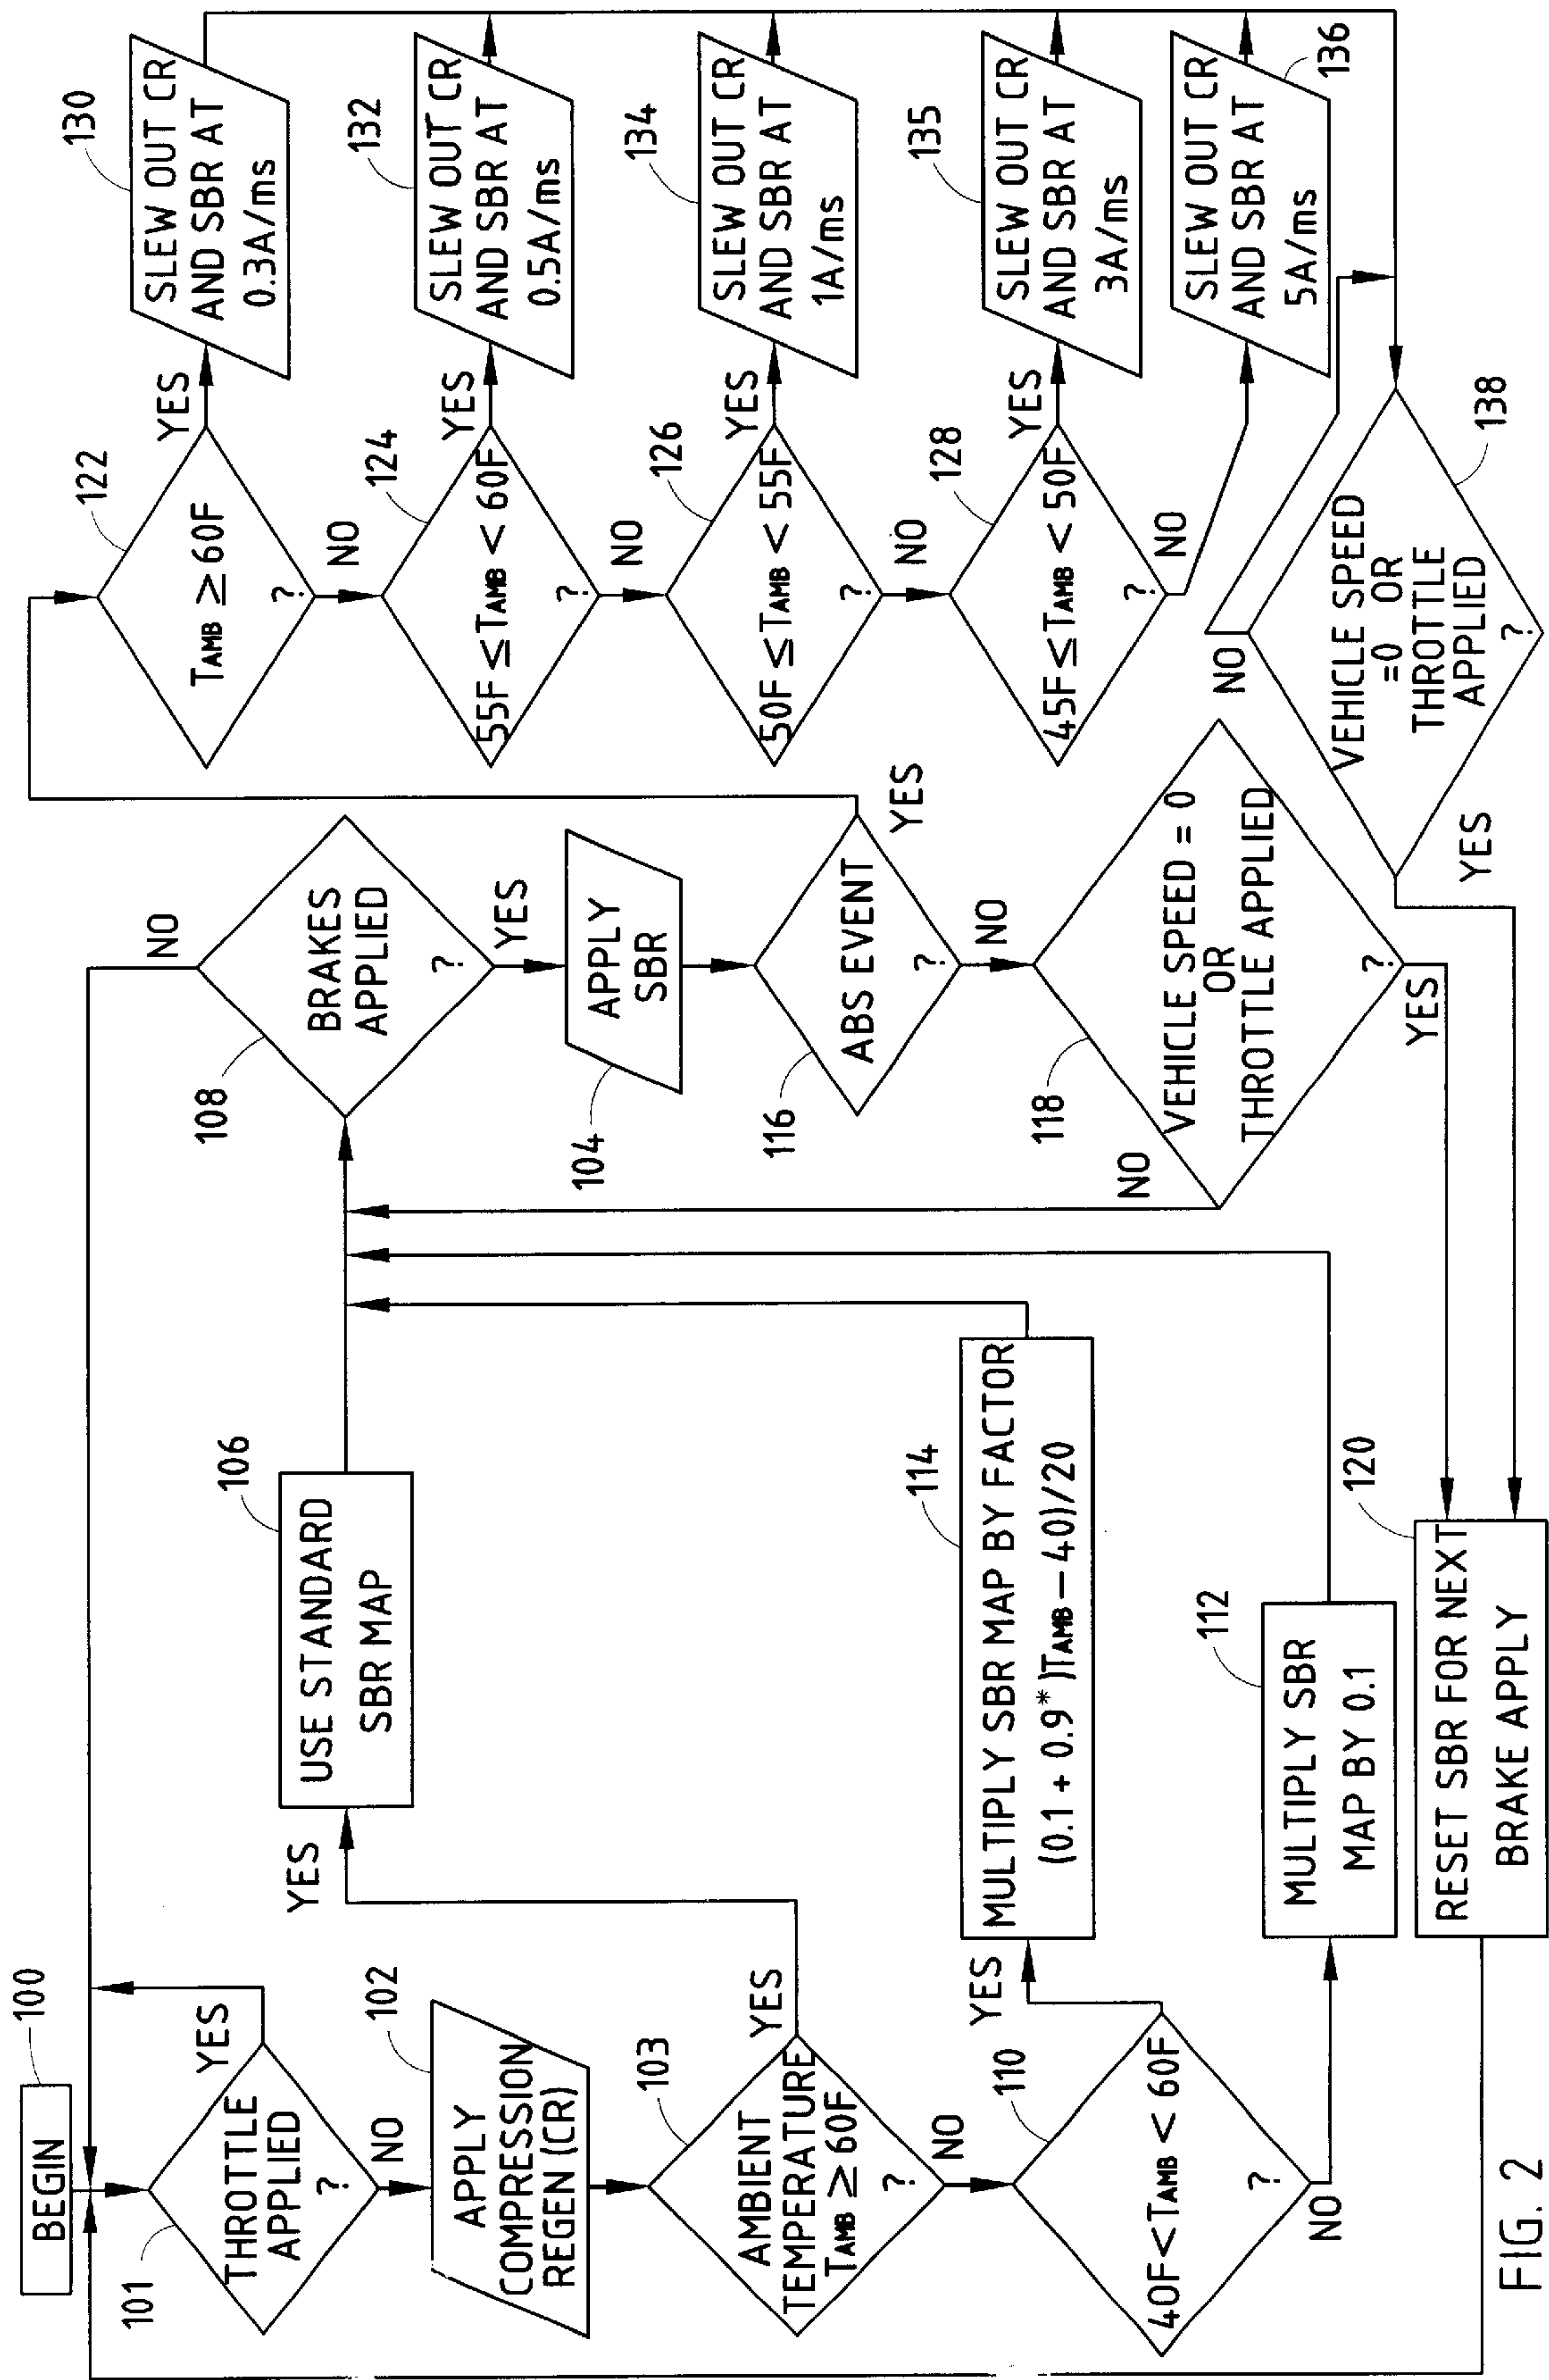 BEGIN
100
THROTTLE
APPLIED
?
101
YES
NO
APPLY
COMPRESSION
REGEN (CR)
102
AMBIENT
TEMPERATURE
TAMB ≥ 60F
?
103
YES
YES
NO
40F<TAMB < 60F
?
110
YES
NO
USE STANDARD
SBR MAP
106
MULTIPLY SBR MAP BY FACTOR
(0.1 + 0.9*)TAMB – 40)/20
114
MULTIPLY SBR
MAP BY 0.1
112
RESET SBR FOR NEXT
BRAKE APPLY
120
BRAKES
APPLIED
?
108
NO
YES
APPLY
SBR
104
ABS EVENT
?
116
YES
NO
VEHICLE SPEED = 0
OR
THROTTLE APPLIED
?
118
NO
YES
TAMB ≥ 60F
?
122
YES
NO
55F ≤ TAMB < 60F
?
124
YES
NO
50F ≤ TAMB < 55F
?
126
YES
NO
45F ≤ TAMB < 50F
?
128
YES
NO
SLEW OUT CR
AND SBR AT
0.3A/ms
130
SLEW OUT CR
AND SBR AT
0.5A/ms
132
SLEW OUT CR
AND SBR AT
1A/ms
134
SLEW OUT CR
AND SBR AT
3A/ms
135
SLEW OUT CR
AND SBR AT
5A/ms
136
VEHICLE SPEED
=0 OR
THROTTLE
APPLIED
?
138
NO
YES
FIG. 2